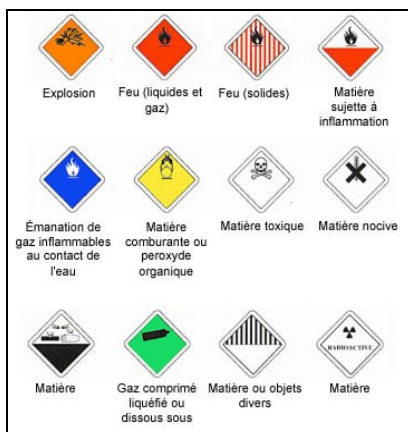 Explosion
Feu (liquides et
gaz)
Feu (solides)
Matière
sujette à
inflammation
Émanation de
gaz inflammables
au contact de
l'eau
Matière
comburante ou
peroxyde
organique
Matière toxique
Matière nocive
RADIOACTIVE
Matière
Gaz comprimé
liquéfié ou
dissous sous
Matière ou objets
divers
Matière